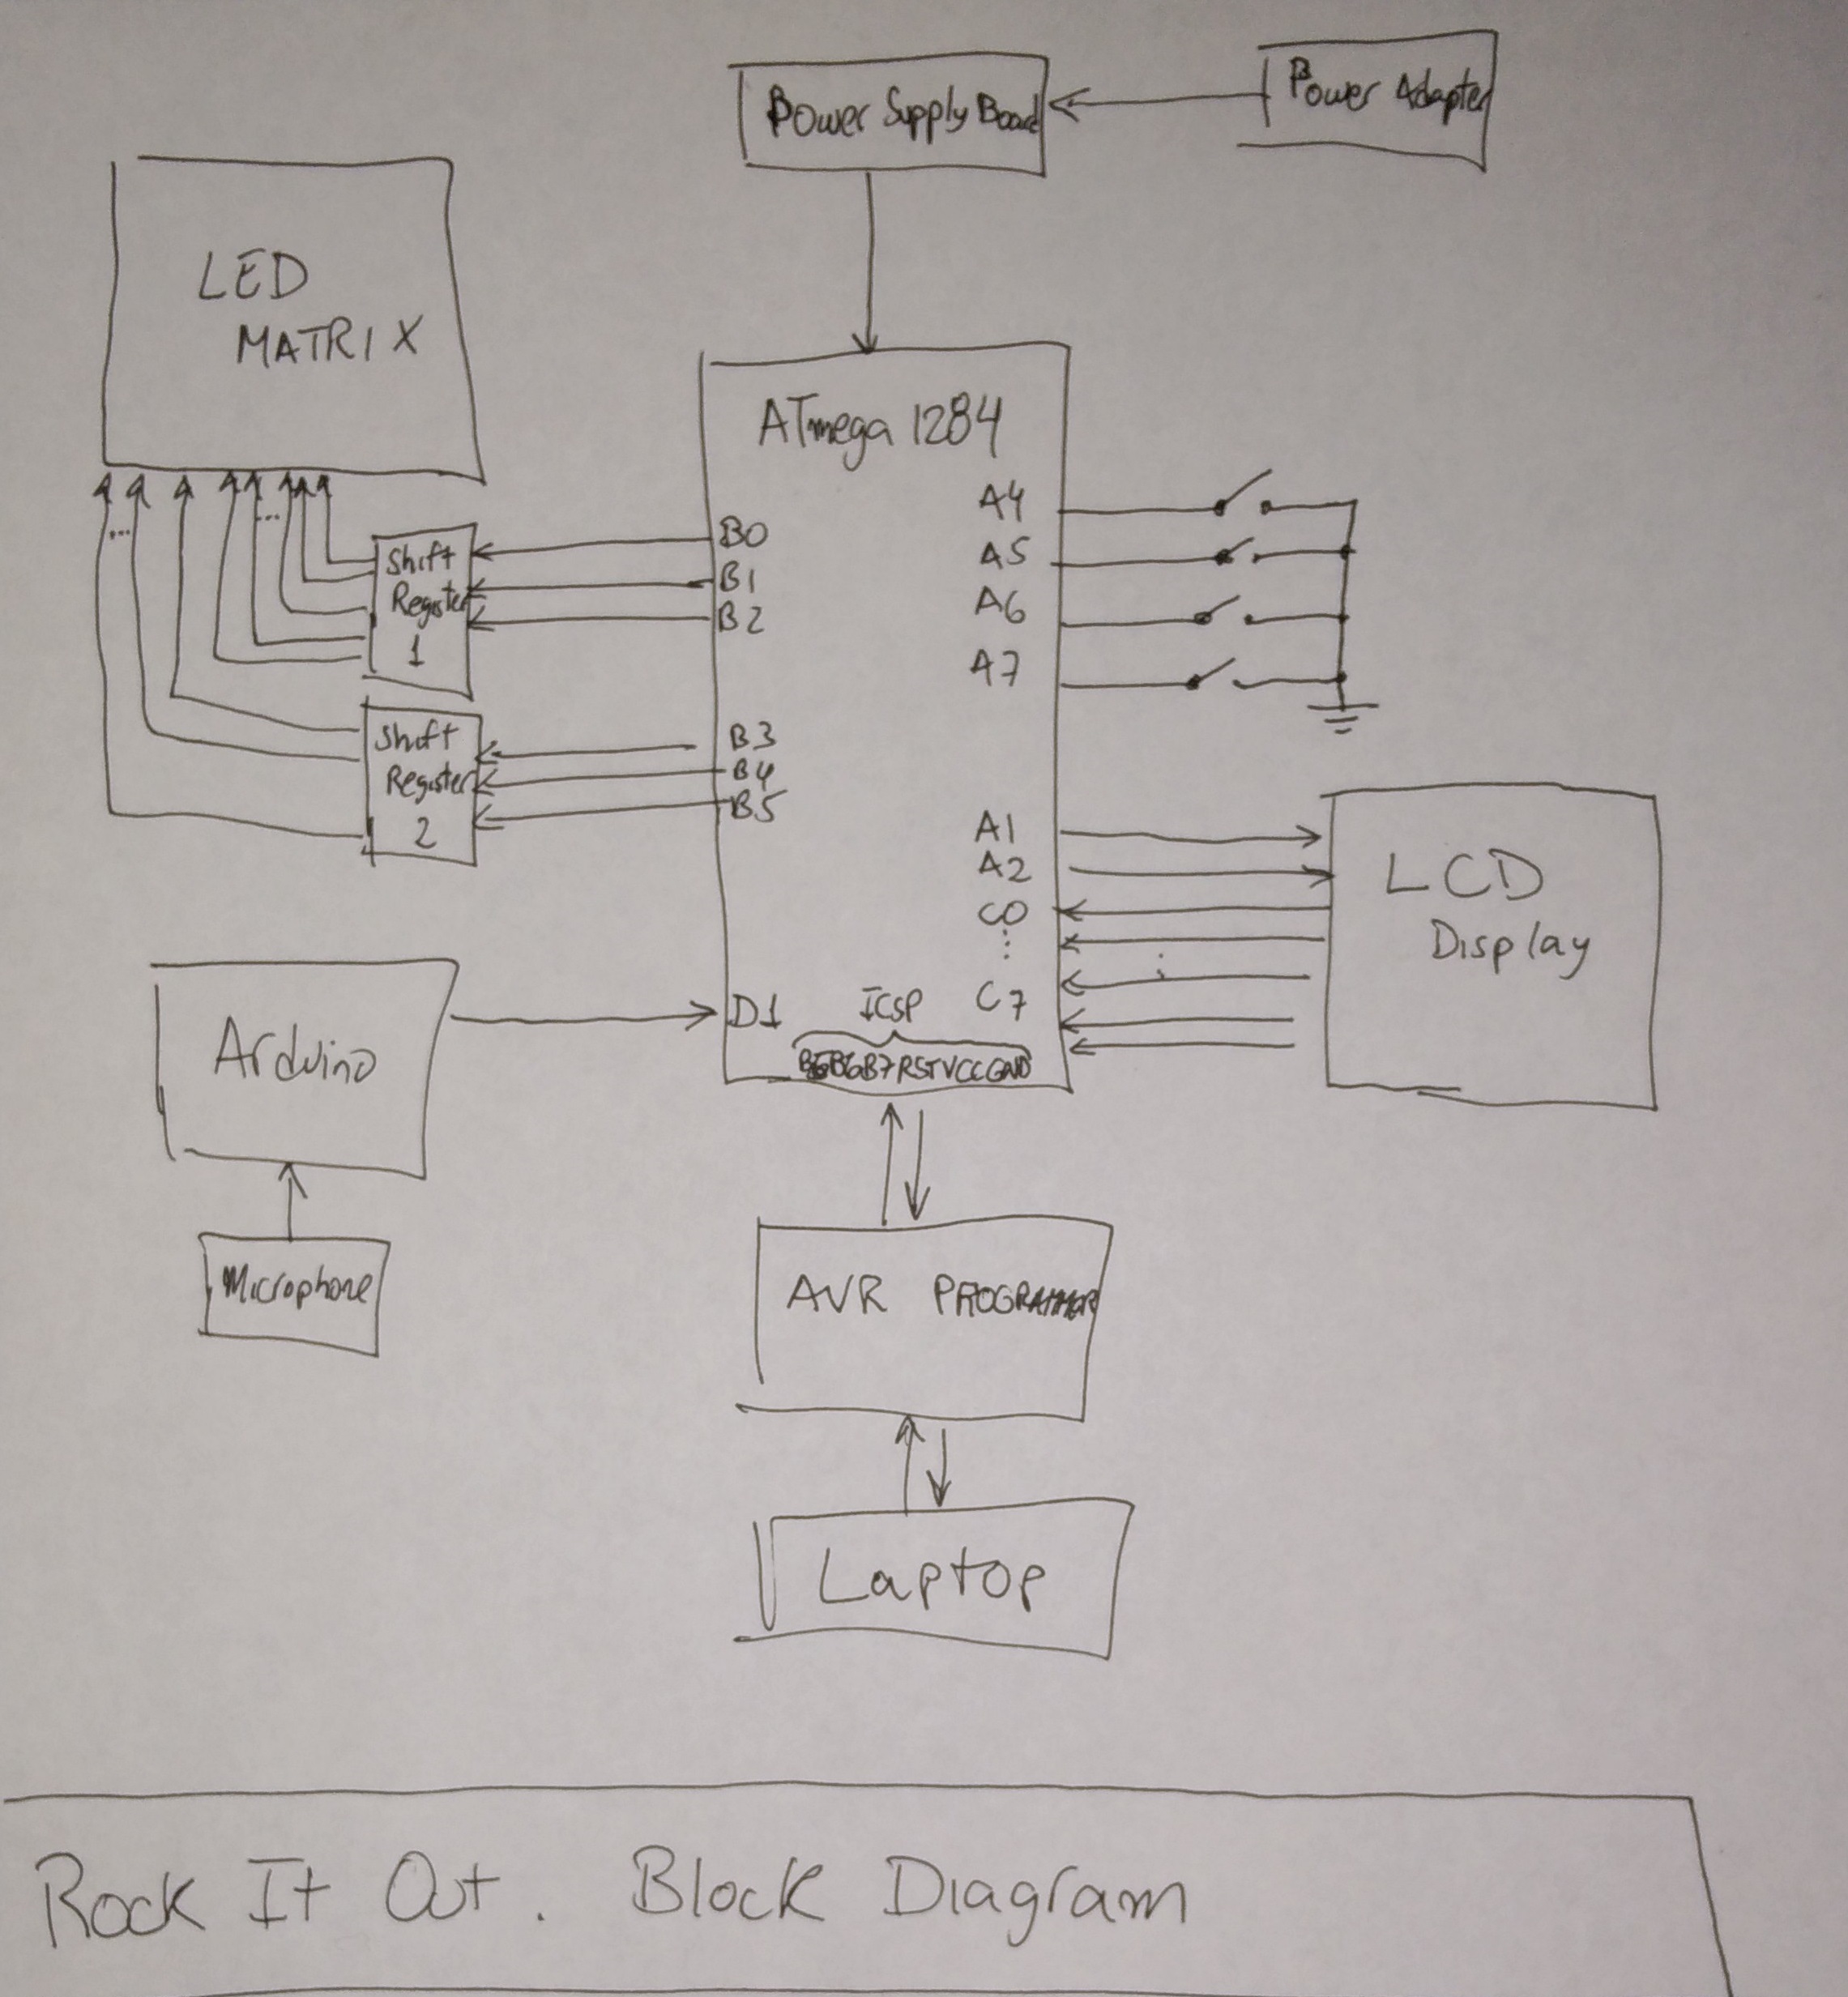 Power Supply Board
Power Adapter
LED
MATRIX
ATmega 1284
A4
A5
A6
A7
B0
B1
B2
Shift
Register
1
...
...
Shift
Register
2
B3
B4
B5
A1
A2
C0
⋮
C7
LCD
Display
D1
ICSP
B5B6B7RSTVCCGND
Arduino
Microphone
AVR PROGRAMMER
Laptop
Rock It Out. Block Diagram